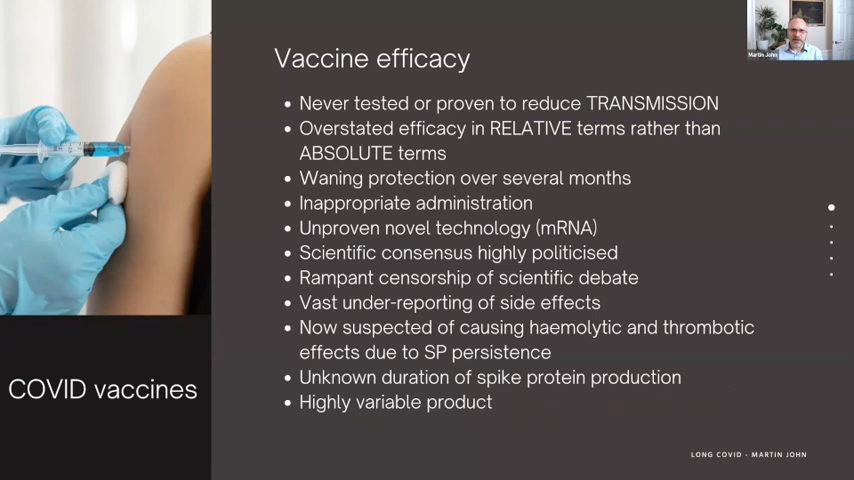 Martin John
Vaccine efficacy
• Never tested or proven to reduce TRANSMISSION
• Overstated efficacy in RELATIVE terms rather than
ABSOLUTE terms
• Waning protection over several months
• Inappropriate administration
• Unproven novel technology (mRNA)
• Scientific consensus highly politicised
• Rampant censorship of scientific debate
• Vast under-reporting of side effects
• Now suspected of causing haemolytic and thrombotic
effects due to SP persistence
• Unknown duration of spike protein production
• Highly variable product
COVID vaccines
LONG COVID - MARTIN JOHN